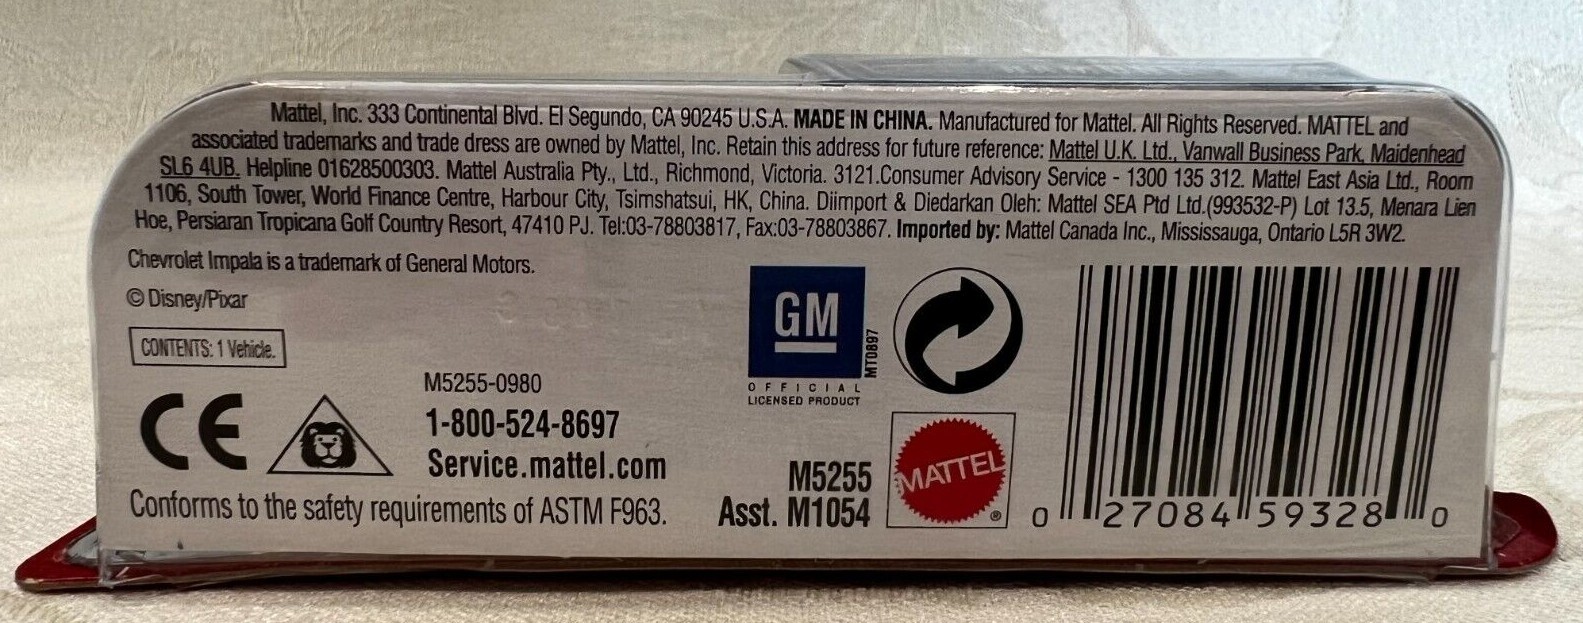 Mattel, Inc. 333 Continental Blvd. El Segundo, CA 90245 U.S.A. MADE IN CHINA. Manufactured for Mattel. All Rights Reserved. MATTEL and
associated trademarks and trade dress are owned by Mattel, Inc. Retain this address for future reference: Mattel U.K. Ltd., Vanwall Business Park, Maidenhead
SL6 4UB. Helpline 01628500303. Mattel Australia Pty., Ltd., Richmond, Victoria. 3121.Consumer Advisory Service - 1300 135 312. Mattel East Asia Ltd., Room
1106, South Tower, World Finance Centre, Harbour City, Tsimshatsui, HK, China. Diimport & Diedarkan Oleh: Mattel SEA Ptd Ltd.(993532-P) Lot 13.5, Menara Lien
Hoe, Persiaran Tropicana Golf Country Resort, 47410 PJ. Tel:03-78803817, Fax:03-78803867. Imported by: Mattel Canada Inc., Mississauga, Ontario L5R 3W2.
Chevrolet Impala is a trademark of General Motors.
© Disney/Pixar
CONTENTS: 1 Vehicle.
CE
M5255-0980
1-800-524-8697
Service.mattel.com
Conforms to the safety requirements of ASTM F963.
GM
MT0897
OFFICIAL
LICENSED PRODUCT
M5255
Asst. M1054
MATTEL ®
0 27084 59328 0